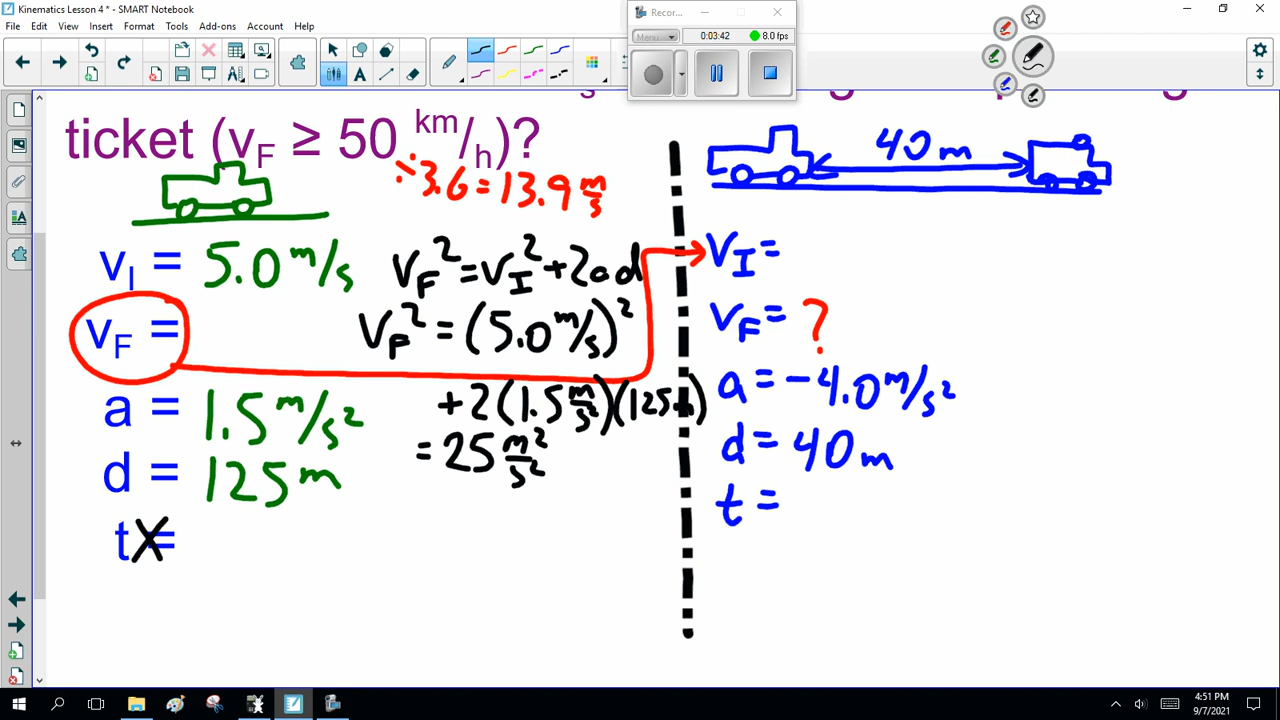 Kinematics Lesson 4 * - SMART Notebook
Recor...
File Edit View Insert Format Tools Add-ons Account Help
Menu
0:03:42
8.0 fps
ticket (vF ≥ 50 km/h)?
÷3.6 = 13.9 m/s
40 m
vI = 5.0 m/s
vF² = vI² + 2ad
vF =
vF² = (5.0 m/s)²
a = 1.5 m/s²
+ 2(1.5 m/s²)(125m)
d = 125 m
= 25 m²/s²
t =
vI =
vF = ?
a = -4.0 m/s²
d = 40 m
t =
4:51 PM
9/7/2021